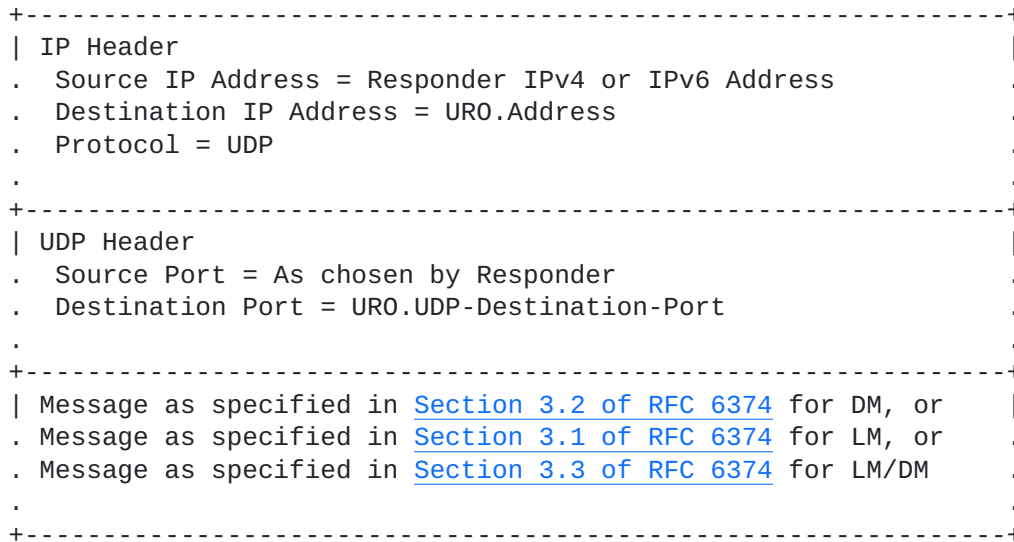 +---------------------------------------------------------------+
| IP Header |
. Source IP Address = Responder IPv4 or IPv6 Address .
. Destination IP Address = URO.Address .
. Protocol = UDP .
. .
+---------------------------------------------------------------+
| UDP Header |
. Source Port = As chosen by Responder .
. Destination Port = URO.UDP-Destination-Port .
. .
+---------------------------------------------------------------+
| Message as specified in Section 3.2 of RFC 6374 for DM, or |
. Message as specified in Section 3.1 of RFC 6374 for LM, or .
. Message as specified in Section 3.3 of RFC 6374 for LM/DM .
. .
+---------------------------------------------------------------+